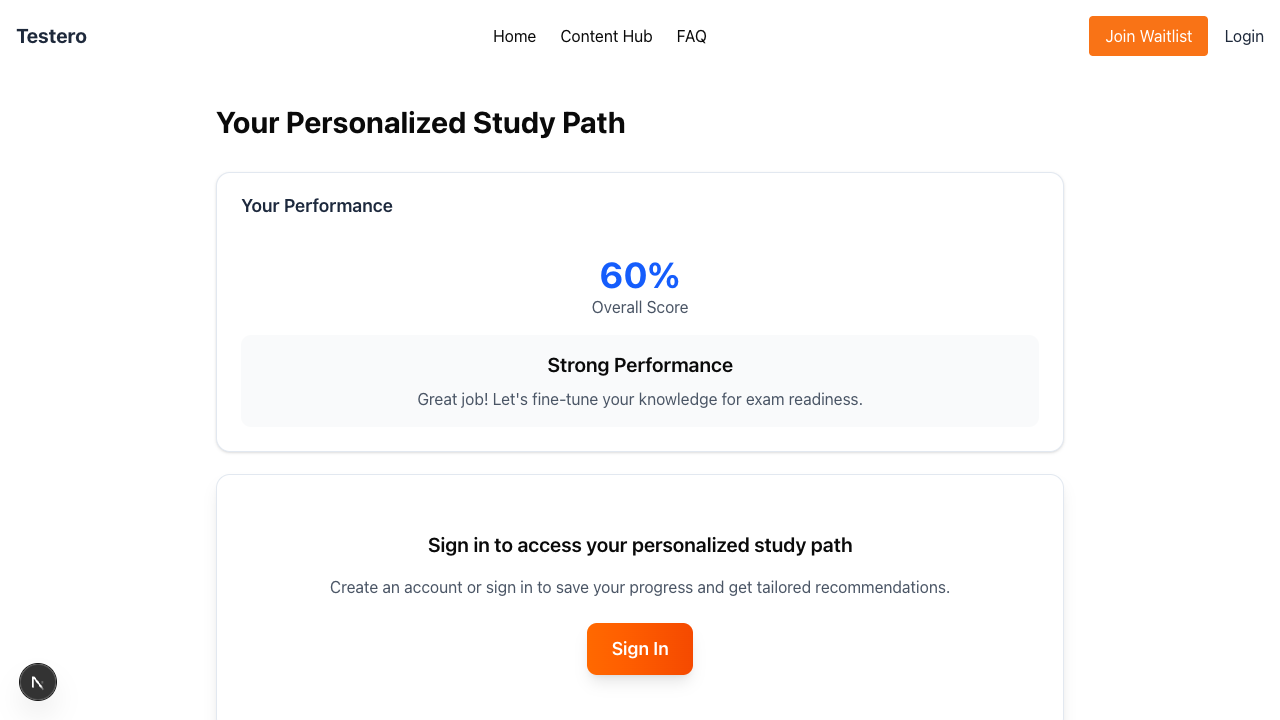 Testero
Home
Content Hub
FAQ
Join Waitlist
Login
Your Personalized Study Path
Your Performance
60%
Overall Score
Strong Performance
Great job! Let's fine-tune your knowledge for exam readiness.
Sign in to access your personalized study path
Create an account or sign in to save your progress and get tailored recommendations.
Sign In